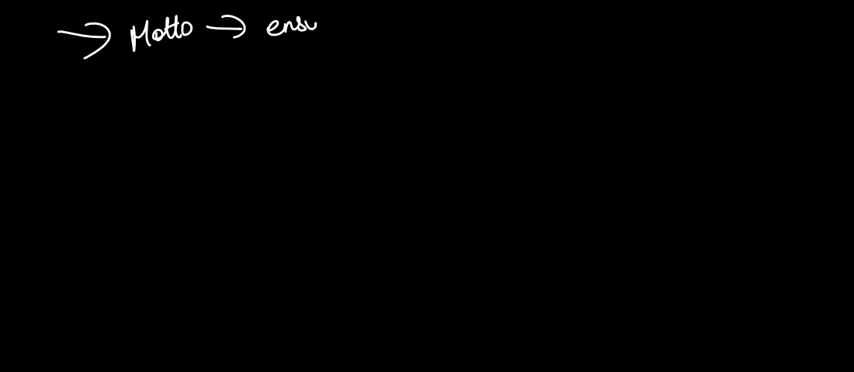 → Motto → ensu